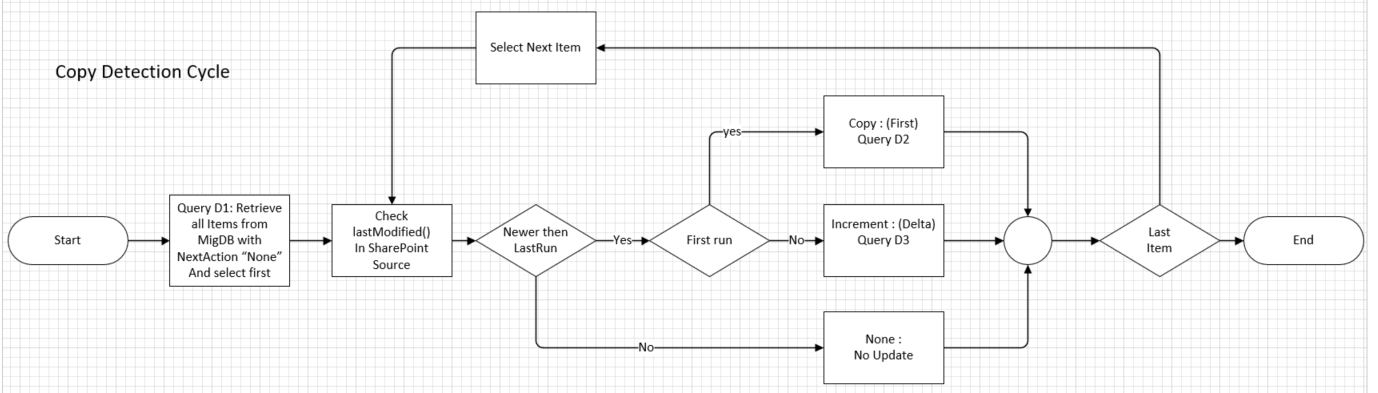 Select Next Item
Copy Detection Cycle
yes
Copy : (First)
Query D2
Start
Query D1: Retrieve
all Items from
MigDB with
NextAction “None”
And select first
Check
lastModified()
In SharePoint
Source
Newer then
LastRun
Yes
First run
No
Increment : (Delta)
Query D3
Last
Item
End
No
None :
No Update